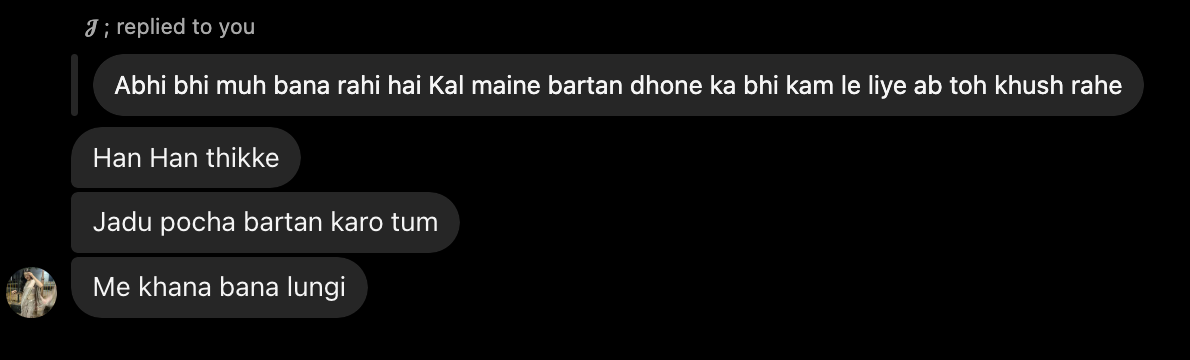 𝒥 ; replied to you
Abhi bhi muh bana rahi hai Kal maine bartan dhone ka bhi kam le liye ab toh khush rahe
Han Han thikke
Jadu pocha bartan karo tum
Me khana bana lungi